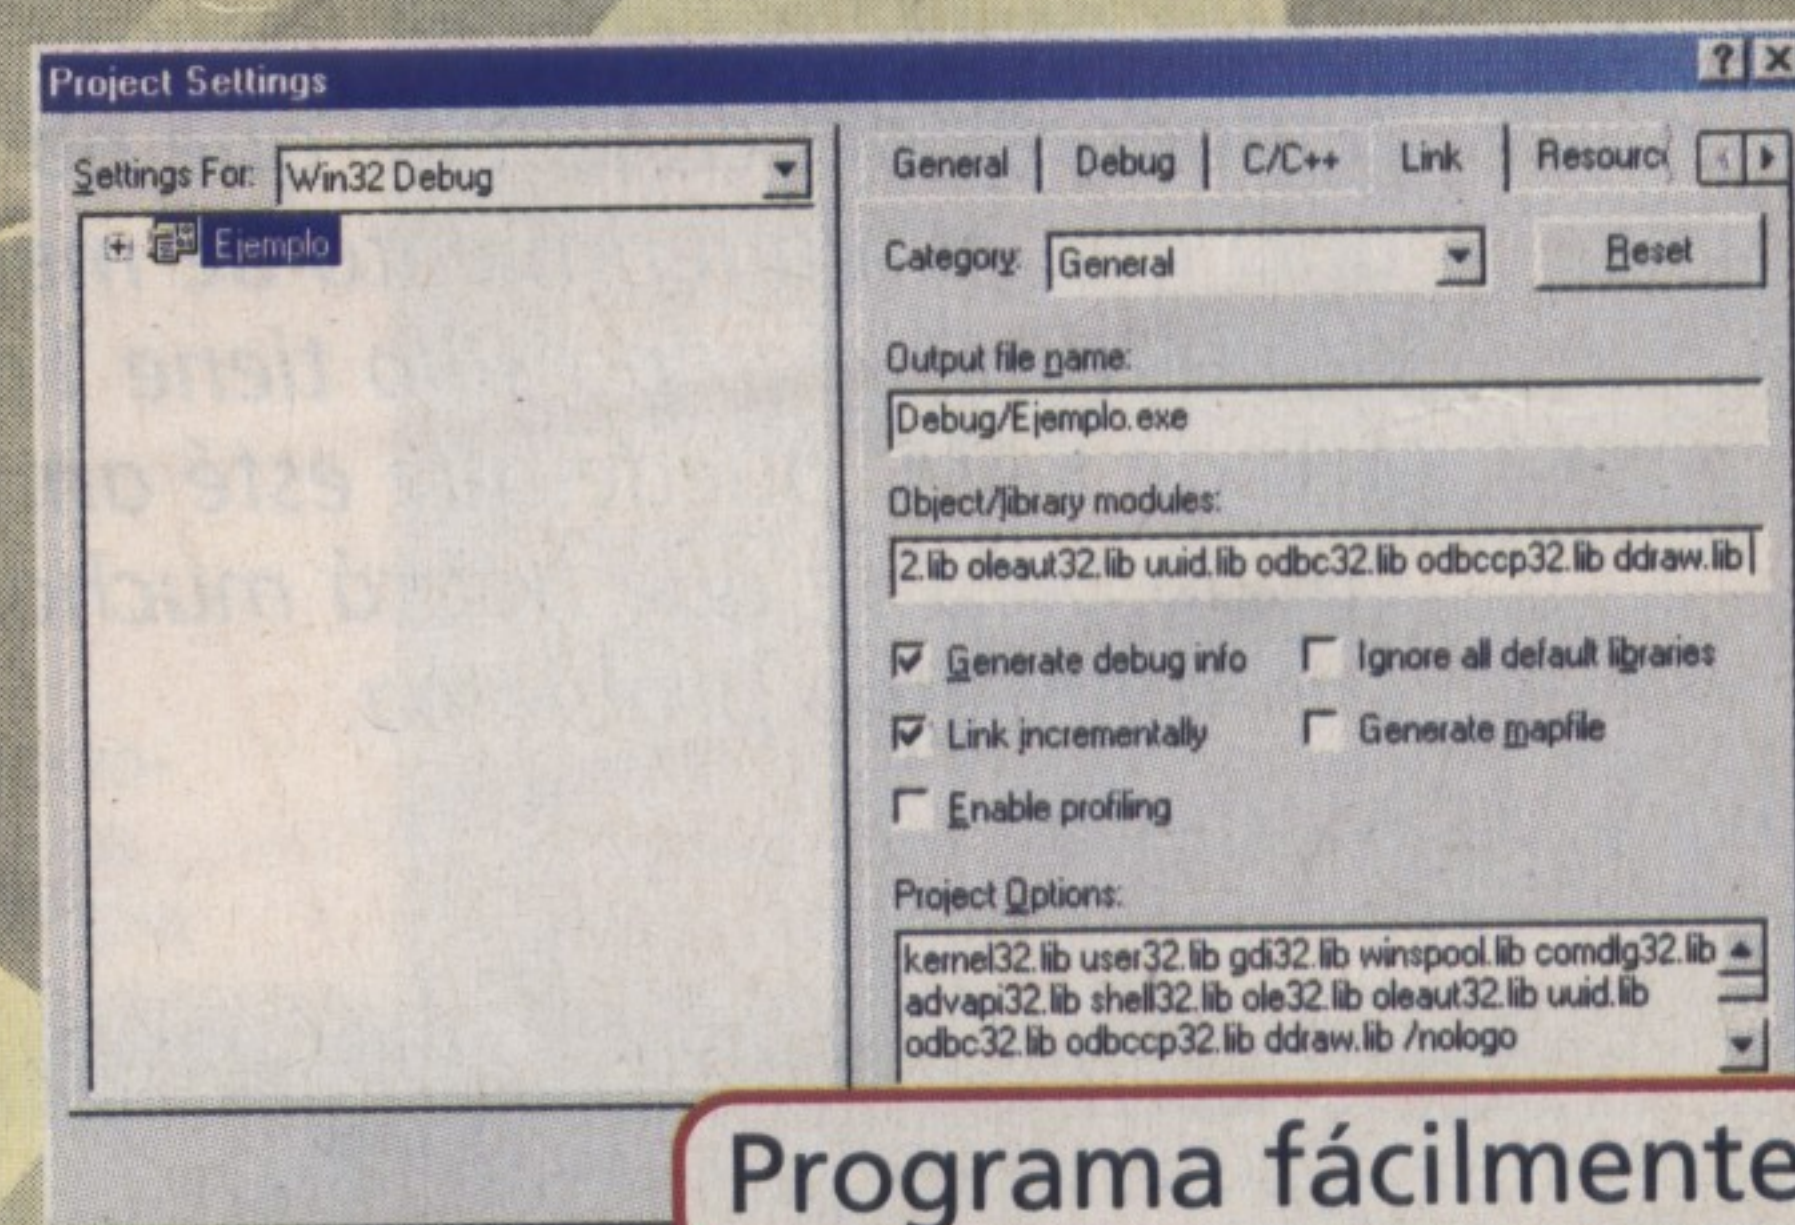 Project Settings
Settings For: Win32 Debug
Ejemplo
General Debug C/C++ Link
Category: General Reset
Output file name:
Debug/Ejemplo.exe
Object/library modules:
2.lib oleaut32.lib uuid.lib odbc32.lib odbccp32.lib ddraw.lib
Generate debug info Ignore all default libraries
Link incrementally Generate mapfile
Enable profiling
Project Options:
kernel32.lib user32.lib gdi32.lib winspool.lib comdlg32.lib
advapi32.lib shell32.lib ole32.lib oleaut32.lib uuid.lib
odbc32.lib odbccp32.lib ddraw.lib /nologo
Programa fácilmente